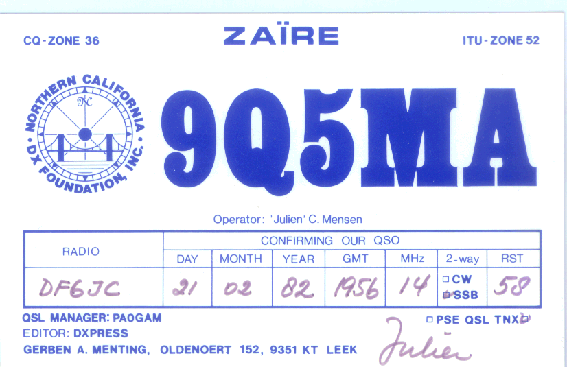 ZAÏRE
CQ-ZONE 36
ITU-ZONE 52
NORTHERN CALIFORNIA
• DX FOUNDATION, INC. •
9Q5MA
Operator: 'Julien' C. Mensen
RADIO
CONFIRMING OUR QSO
DAY MONTH YEAR GMT MHz 2-way RST
DF6JC 21 02 82 1956 14 □CW 58
□SSB
QSL MANAGER: PA0GAM
□PSE QSL TNX□
EDITOR: DXPRESS
GERBEN A. MENTING, OLDENOERT 152, 9351 KT LEEK
Julien